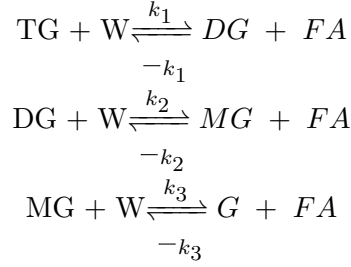 k₁
TG + W ⇌ DG + FA
−k₁
k₂
DG + W ⇌ MG + FA
−k₂
k₃
MG + W ⇌ G + FA
−k₃